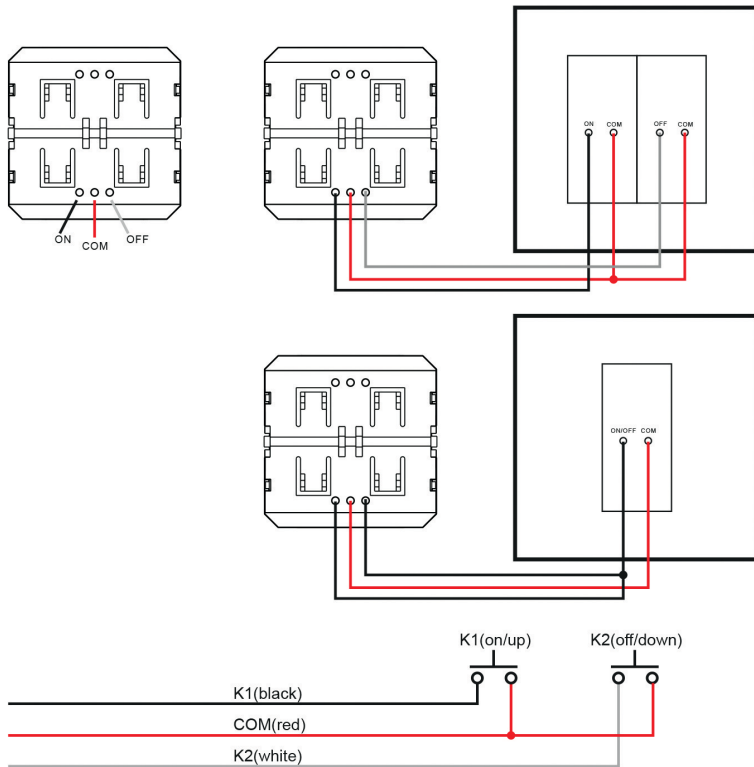 ON
COM
OFF
ON COM OFF COM
ON/OFF COM
K1(on/up)
K2(off/down)
K1(black)
COM(red)
K2(white)